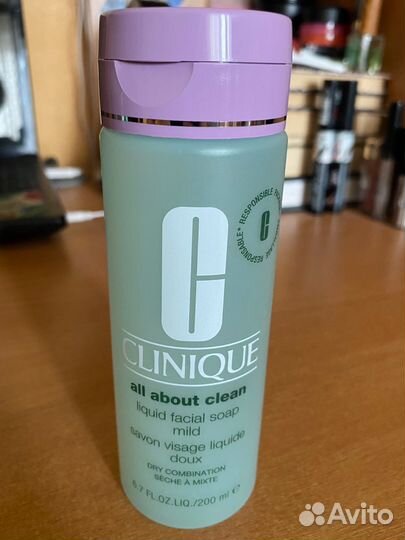 C
RESPONSIBLE
RESPONSABLE*
C
CLINIQUE
all about clean
liquid facial soap
mild
savon visage liquide
doux
DRY COMBINATION
SÈCHE À MIXTE
6.7 FL.OZ.LIQ./200 ml e
Avito